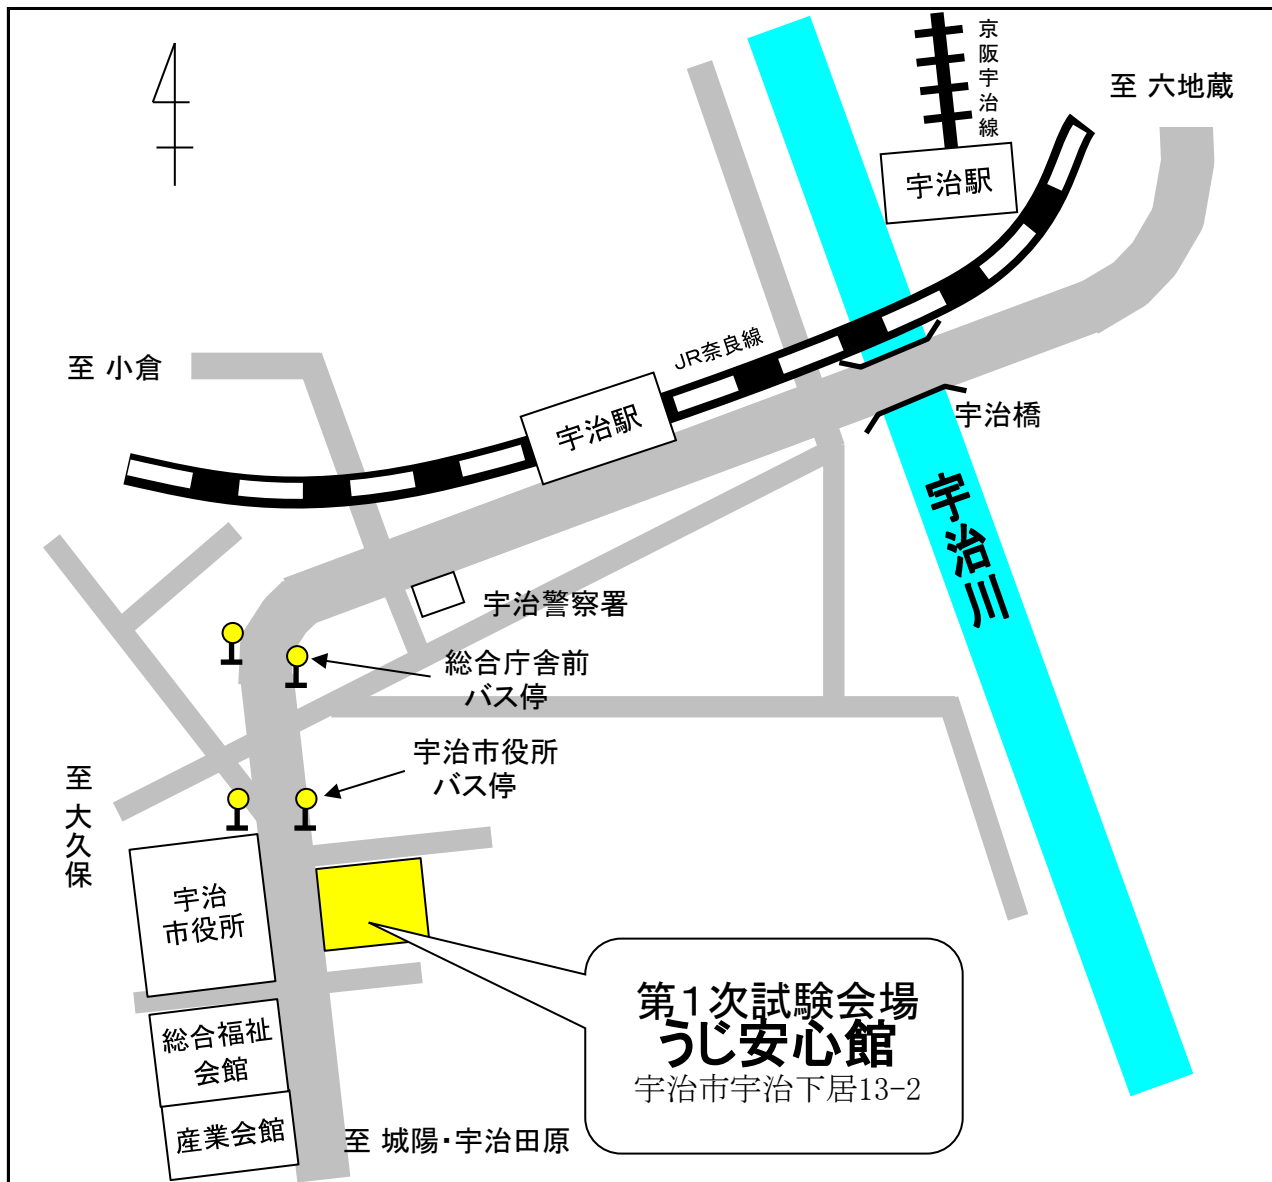 京阪宇治線
至 六地蔵
宇治駅
JR奈良線
至 小倉
宇治駅
宇治橋
宇治川
宇治警察署
総合庁舎前
バス停
宇治市役所
バス停
至 大久保
宇治
市役所
第1次試験会場
うじ安心館
宇治市宇治下居13-2
総合福祉
会館
産業会館
至 城陽・宇治田原